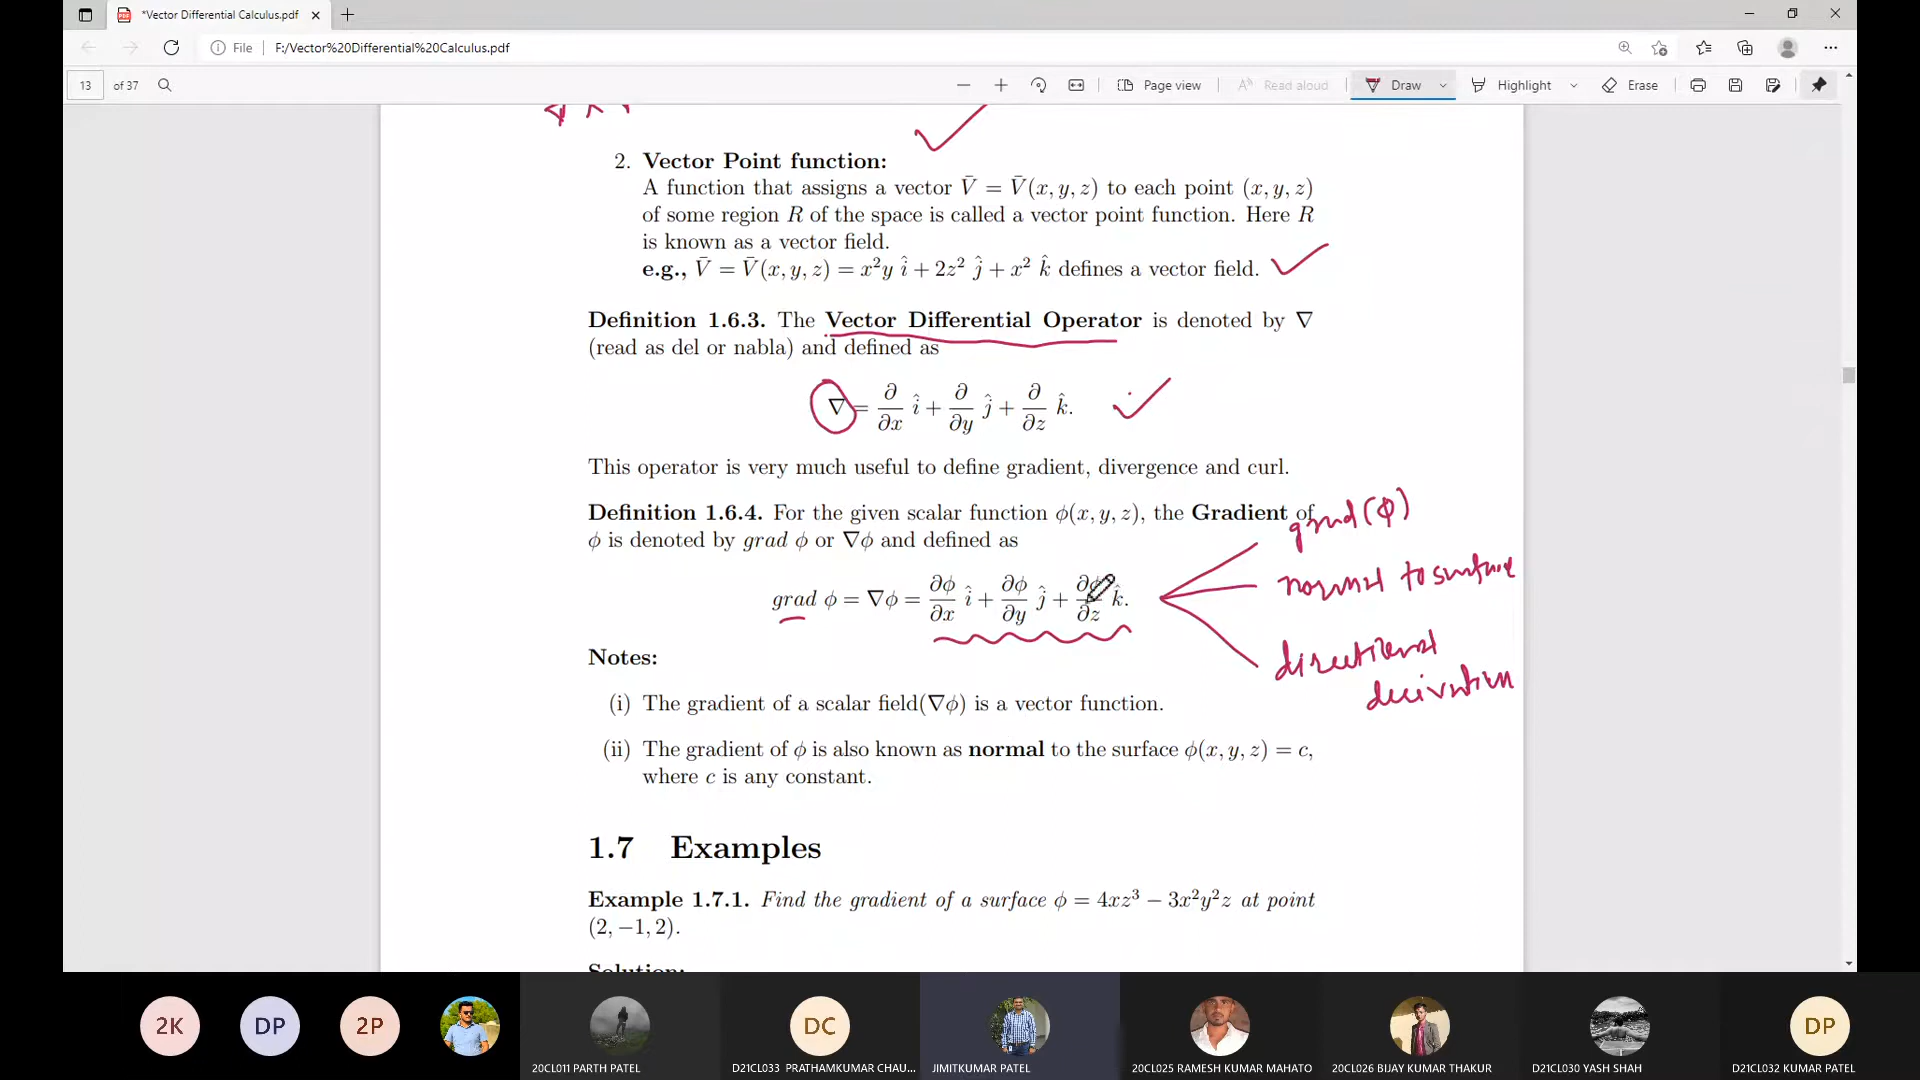 *Vector Differential Calculus.pdf
File F:/Vector%20Differential%20Calculus.pdf
13 of 37 Page view Read aloud Draw Highlight Erase
2. Vector Point function:
A function that assigns a vector V̄ = V̄(x, y, z) to each point (x, y, z)
of some region R of the space is called a vector point function. Here R
is known as a vector field.
e.g., V̄ = V̄(x, y, z) = x²y î + 2z² ĵ + x² k̂ defines a vector field.
Definition 1.6.3. The Vector Differential Operator is denoted by ∇
(read as del or nabla) and defined as
∇ = ∂/∂x î + ∂/∂y ĵ + ∂/∂z k̂.
This operator is very much useful to define gradient, divergence and curl.
Definition 1.6.4. For the given scalar function ϕ(x, y, z), the Gradient of
ϕ is denoted by grad ϕ or ∇ϕ and defined as
grad ϕ = ∇ϕ = ∂ϕ/∂x î + ∂ϕ/∂y ĵ + ∂ϕ/∂z k̂.
grad(ϕ)
normal to surface
directional
Notes:
(i) The gradient of a scalar field(∇ϕ) is a vector function.
(ii) The gradient of ϕ is also known as normal to the surface ϕ(x, y, z) = c,
where c is any constant.
1.7 Examples
Example 1.7.1. Find the gradient of a surface ϕ = 4xz³ − 3x²y²z at point
(2, −1, 2).
Solution:
2K DP 2P DC DP
20CL011 PARTH PATEL D21CL033 PRATHAMKUMAR CHAU... JIMITKUMAR PATEL 20CL025 RAMESH KUMAR MAHATO 20CL026 BIJAY KUMAR THAKUR D21CL030 YASH SHAH D21CL032 KUMAR PATEL